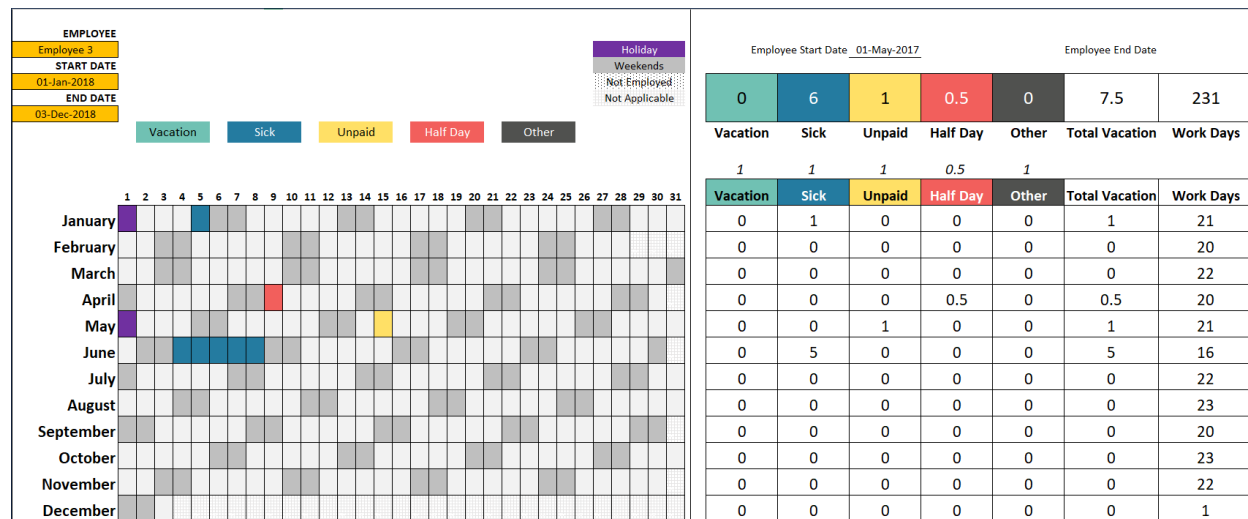 EMPLOYEE
Employee 3
START DATE
01-Jan-2018
END DATE
03-Dec-2018
Holiday
Weekends
Not Employed
Not Applicable
Vacation Sick Unpaid Half Day Other
Employee Start Date 01-May-2017 Employee End Date
0 6 1 0.5 0 7.5 231
Vacation Sick Unpaid Half Day Other Total Vacation Work Days
1 1 1 0.5 1
1 2 3 4 5 6 7 8 9 10 11 12 13 14 15 16 17 18 19 20 21 22 23 24 25 26 27 28 29 30 31
Vacation Sick Unpaid Half Day Other Total Vacation Work Days
January 0 1 0 0 0 1 21
February 0 0 0 0 0 0 20
March 0 0 0 0 0 0 22
April 0 0 0 0.5 0 0.5 20
May 0 0 1 0 0 1 21
June 0 5 0 0 0 5 16
July 0 0 0 0 0 0 22
August 0 0 0 0 0 0 23
September 0 0 0 0 0 0 20
October 0 0 0 0 0 0 23
November 0 0 0 0 0 0 22
December 0 0 0 0 0 0 1